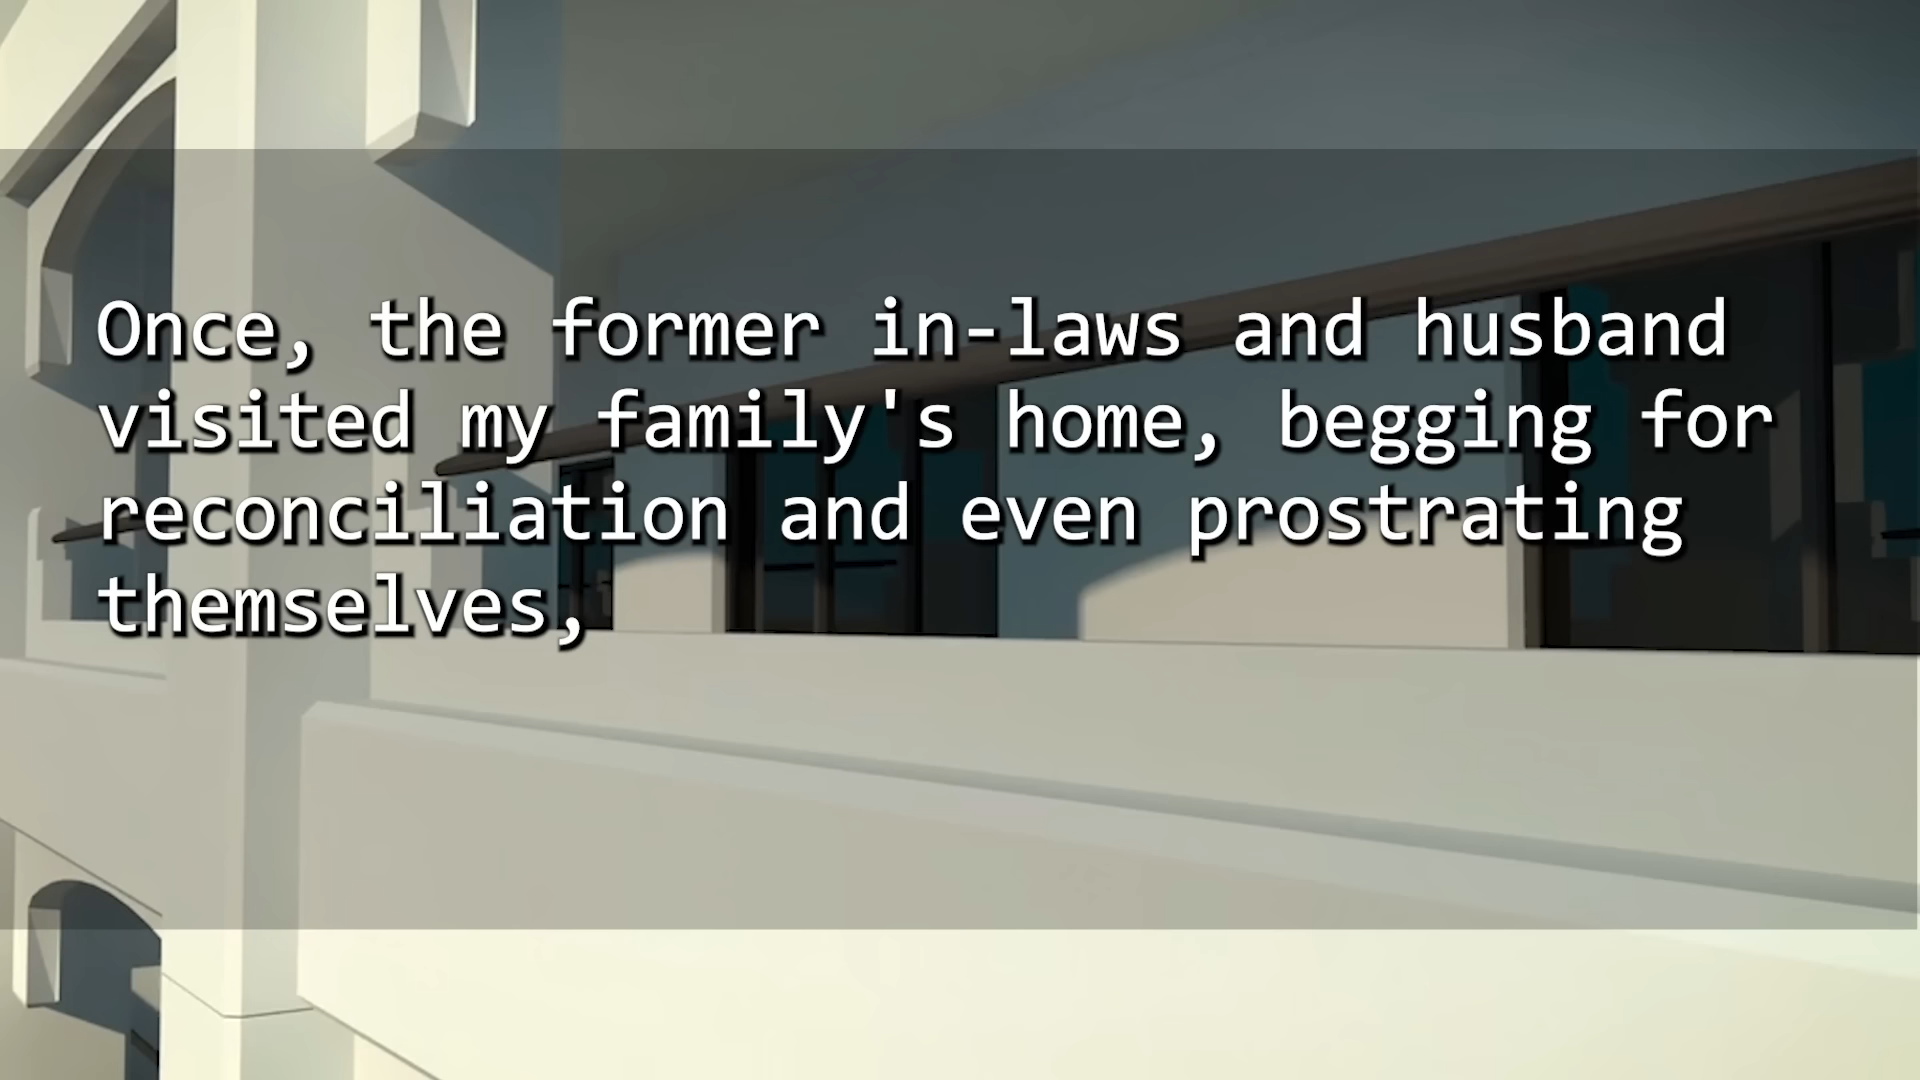 Once, the former in-laws and husband
visited my family's home, begging for
reconciliation and even prostrating
themselves,